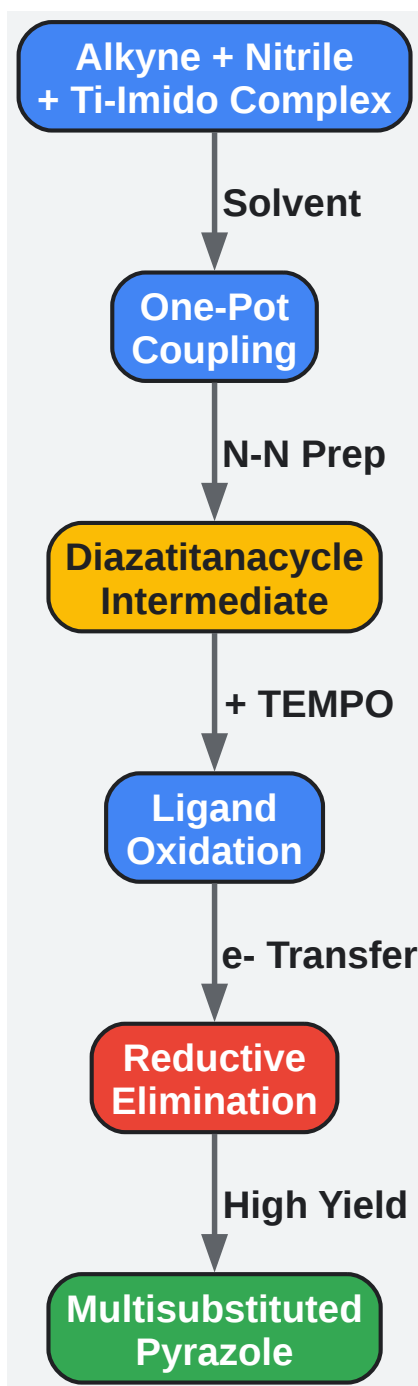 Alkyne + Nitrile
+ Ti-Imido Complex
Solvent
One-Pot
Coupling
N-N Prep
Diazatitanacycle
Intermediate
+ TEMPO
Ligand
Oxidation
e- Transfer
Reductive
Elimination
High Yield
Multisubstituted
Pyrazole